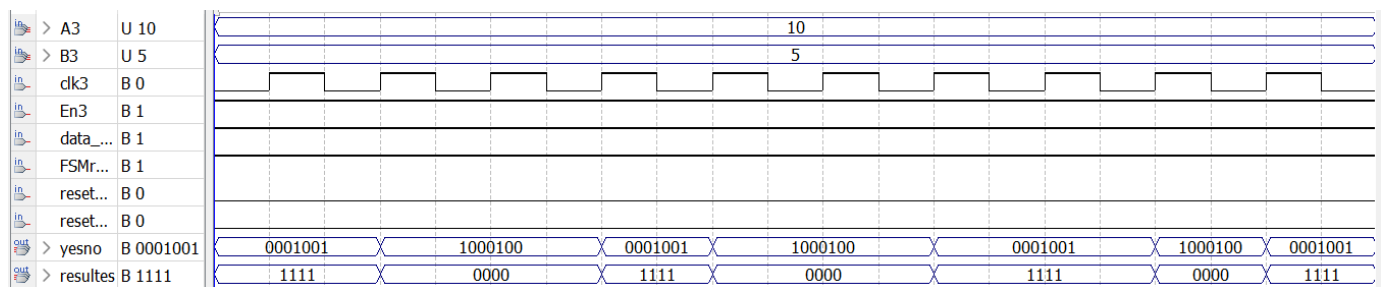 > A3 U 10 10
> B3 U 5 5
clk3 B 0
En3 B 1
data_... B 1
FSMr... B 1
reset... B 0
reset... B 0
> yesno B 0001001 0001001 1000100 0001001 1000100 0001001 1000100 0001001
> resultes B 1111 1111 0000 1111 0000 1111 0000 1111